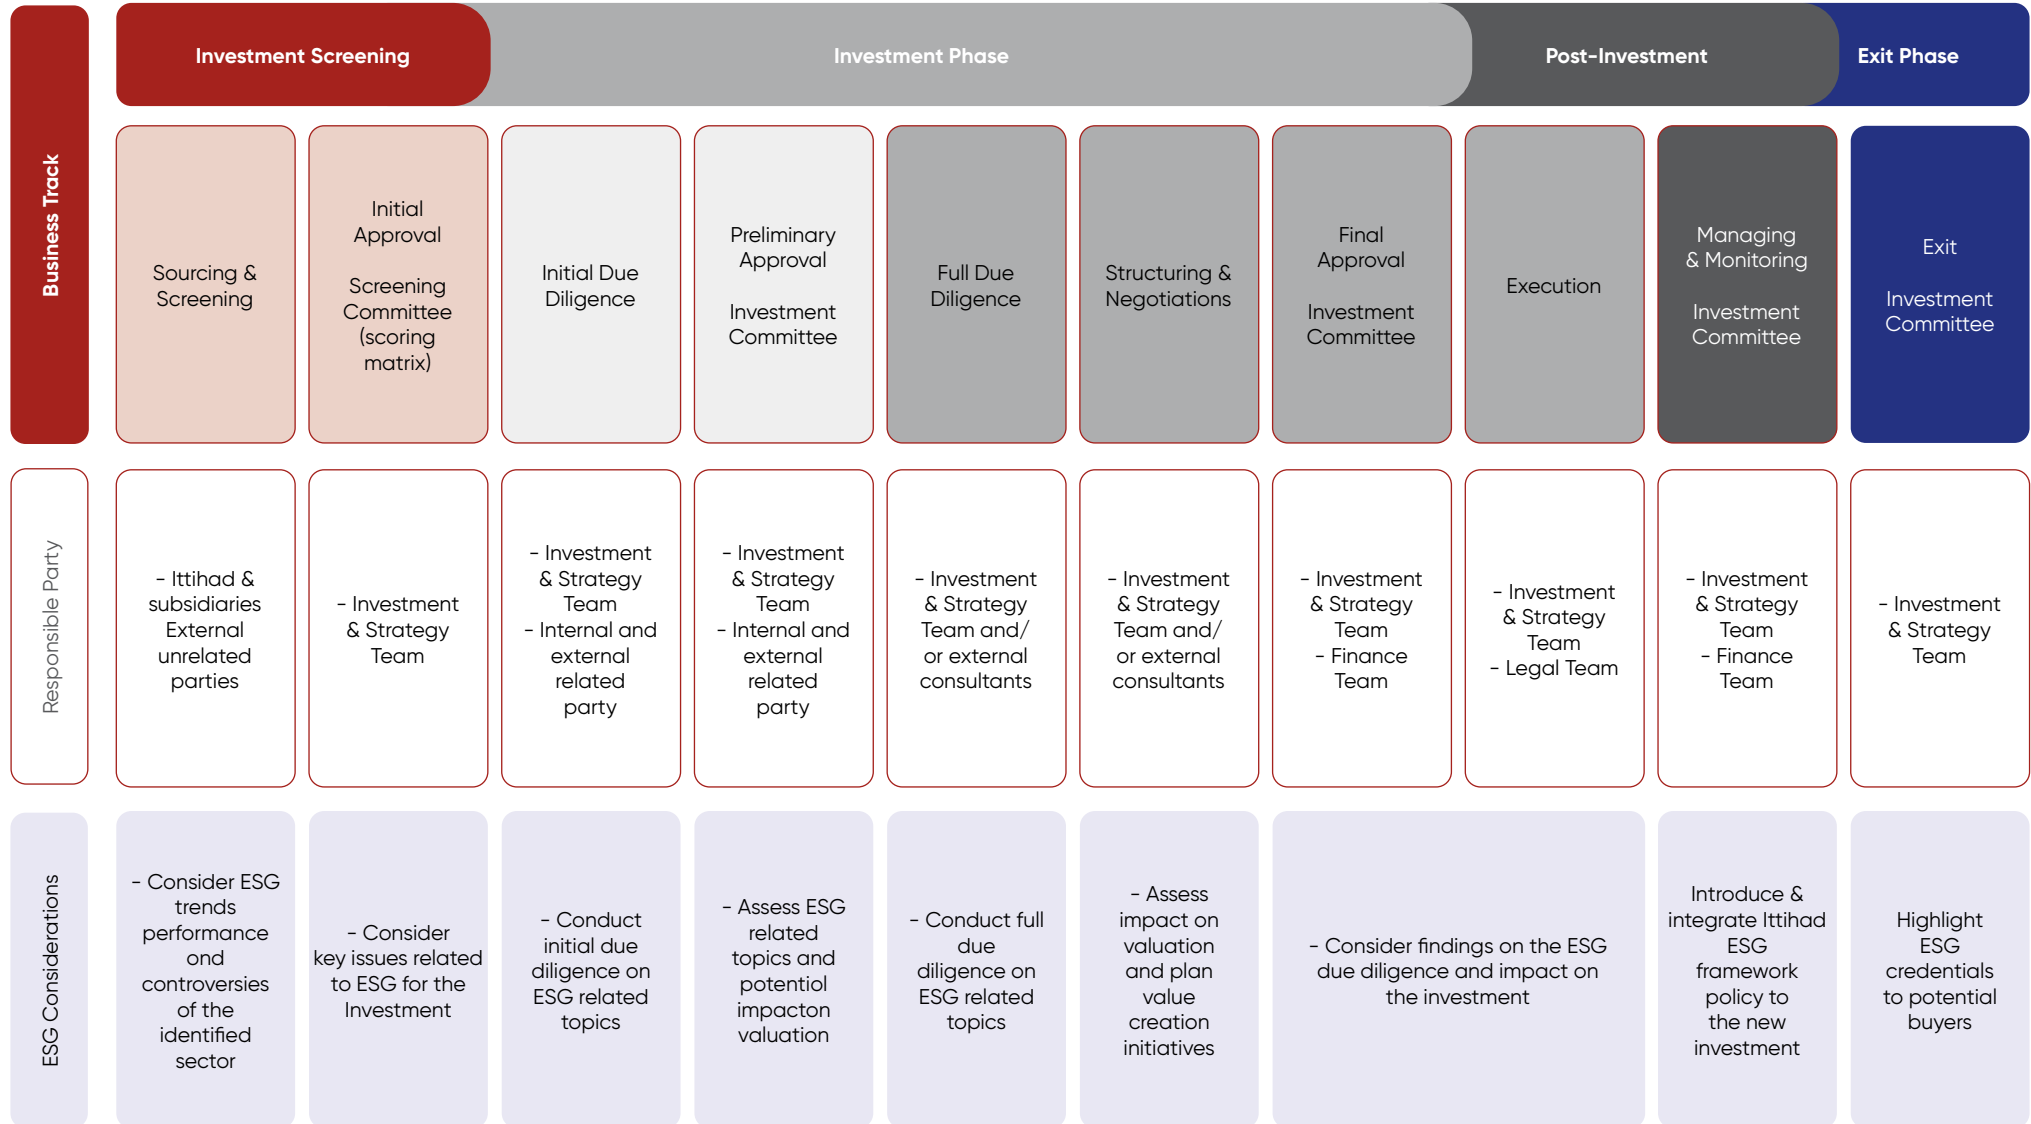 Investment Screening
Investment Phase
Post-Investment
Exit Phase
Business Track
Sourcing &
Screening
Initial
Approval
Screening
Committee
(scoring
matrix)
Initial Due
Diligence
Preliminary
Approval
Investment
Committee
Full Due
Diligence
Structuring &
Negotiations
Final
Approval
Investment
Committee
Execution
Managing
& Monitoring
Investment
Committee
Exit
Investment
Committee
Responsible Party
- Ittihad &
subsidiaries
External
unrelated
parties
- Investment
& Strategy
Team
- Investment
& Strategy
Team
- Internal and
external
related
party
- Investment
& Strategy
Team
- Internal and
external
related
party
- Investment
& Strategy
Team and/
or external
consultants
- Investment
& Strategy
Team and/
or external
consultants
- Investment
& Strategy
Team
- Finance
Team
- Investment
& Strategy
Team
- Legal Team
- Investment
& Strategy
Team
- Finance
Team
- Investment
& Strategy
Team
ESG Considerations
- Consider ESG
trends
performance
ond
controversies
of the
identified
sector
- Consider
key issues related
to ESG for the
Investment
- Conduct
initial due
diligence on
ESG related
topics
- Assess ESG
related
topics and
potentiol
impacton
valuation
- Conduct full
due
diligence on
ESG related
topics
- Assess
impact on
valuation
and plan
value
creation
initiatives
- Consider findings on the ESG
due diligence and impact on
the investment
Introduce &
integrate Ittihad
ESG
framework
policy to
the new
investment
Highlight
ESG
credentials
to potential
buyers